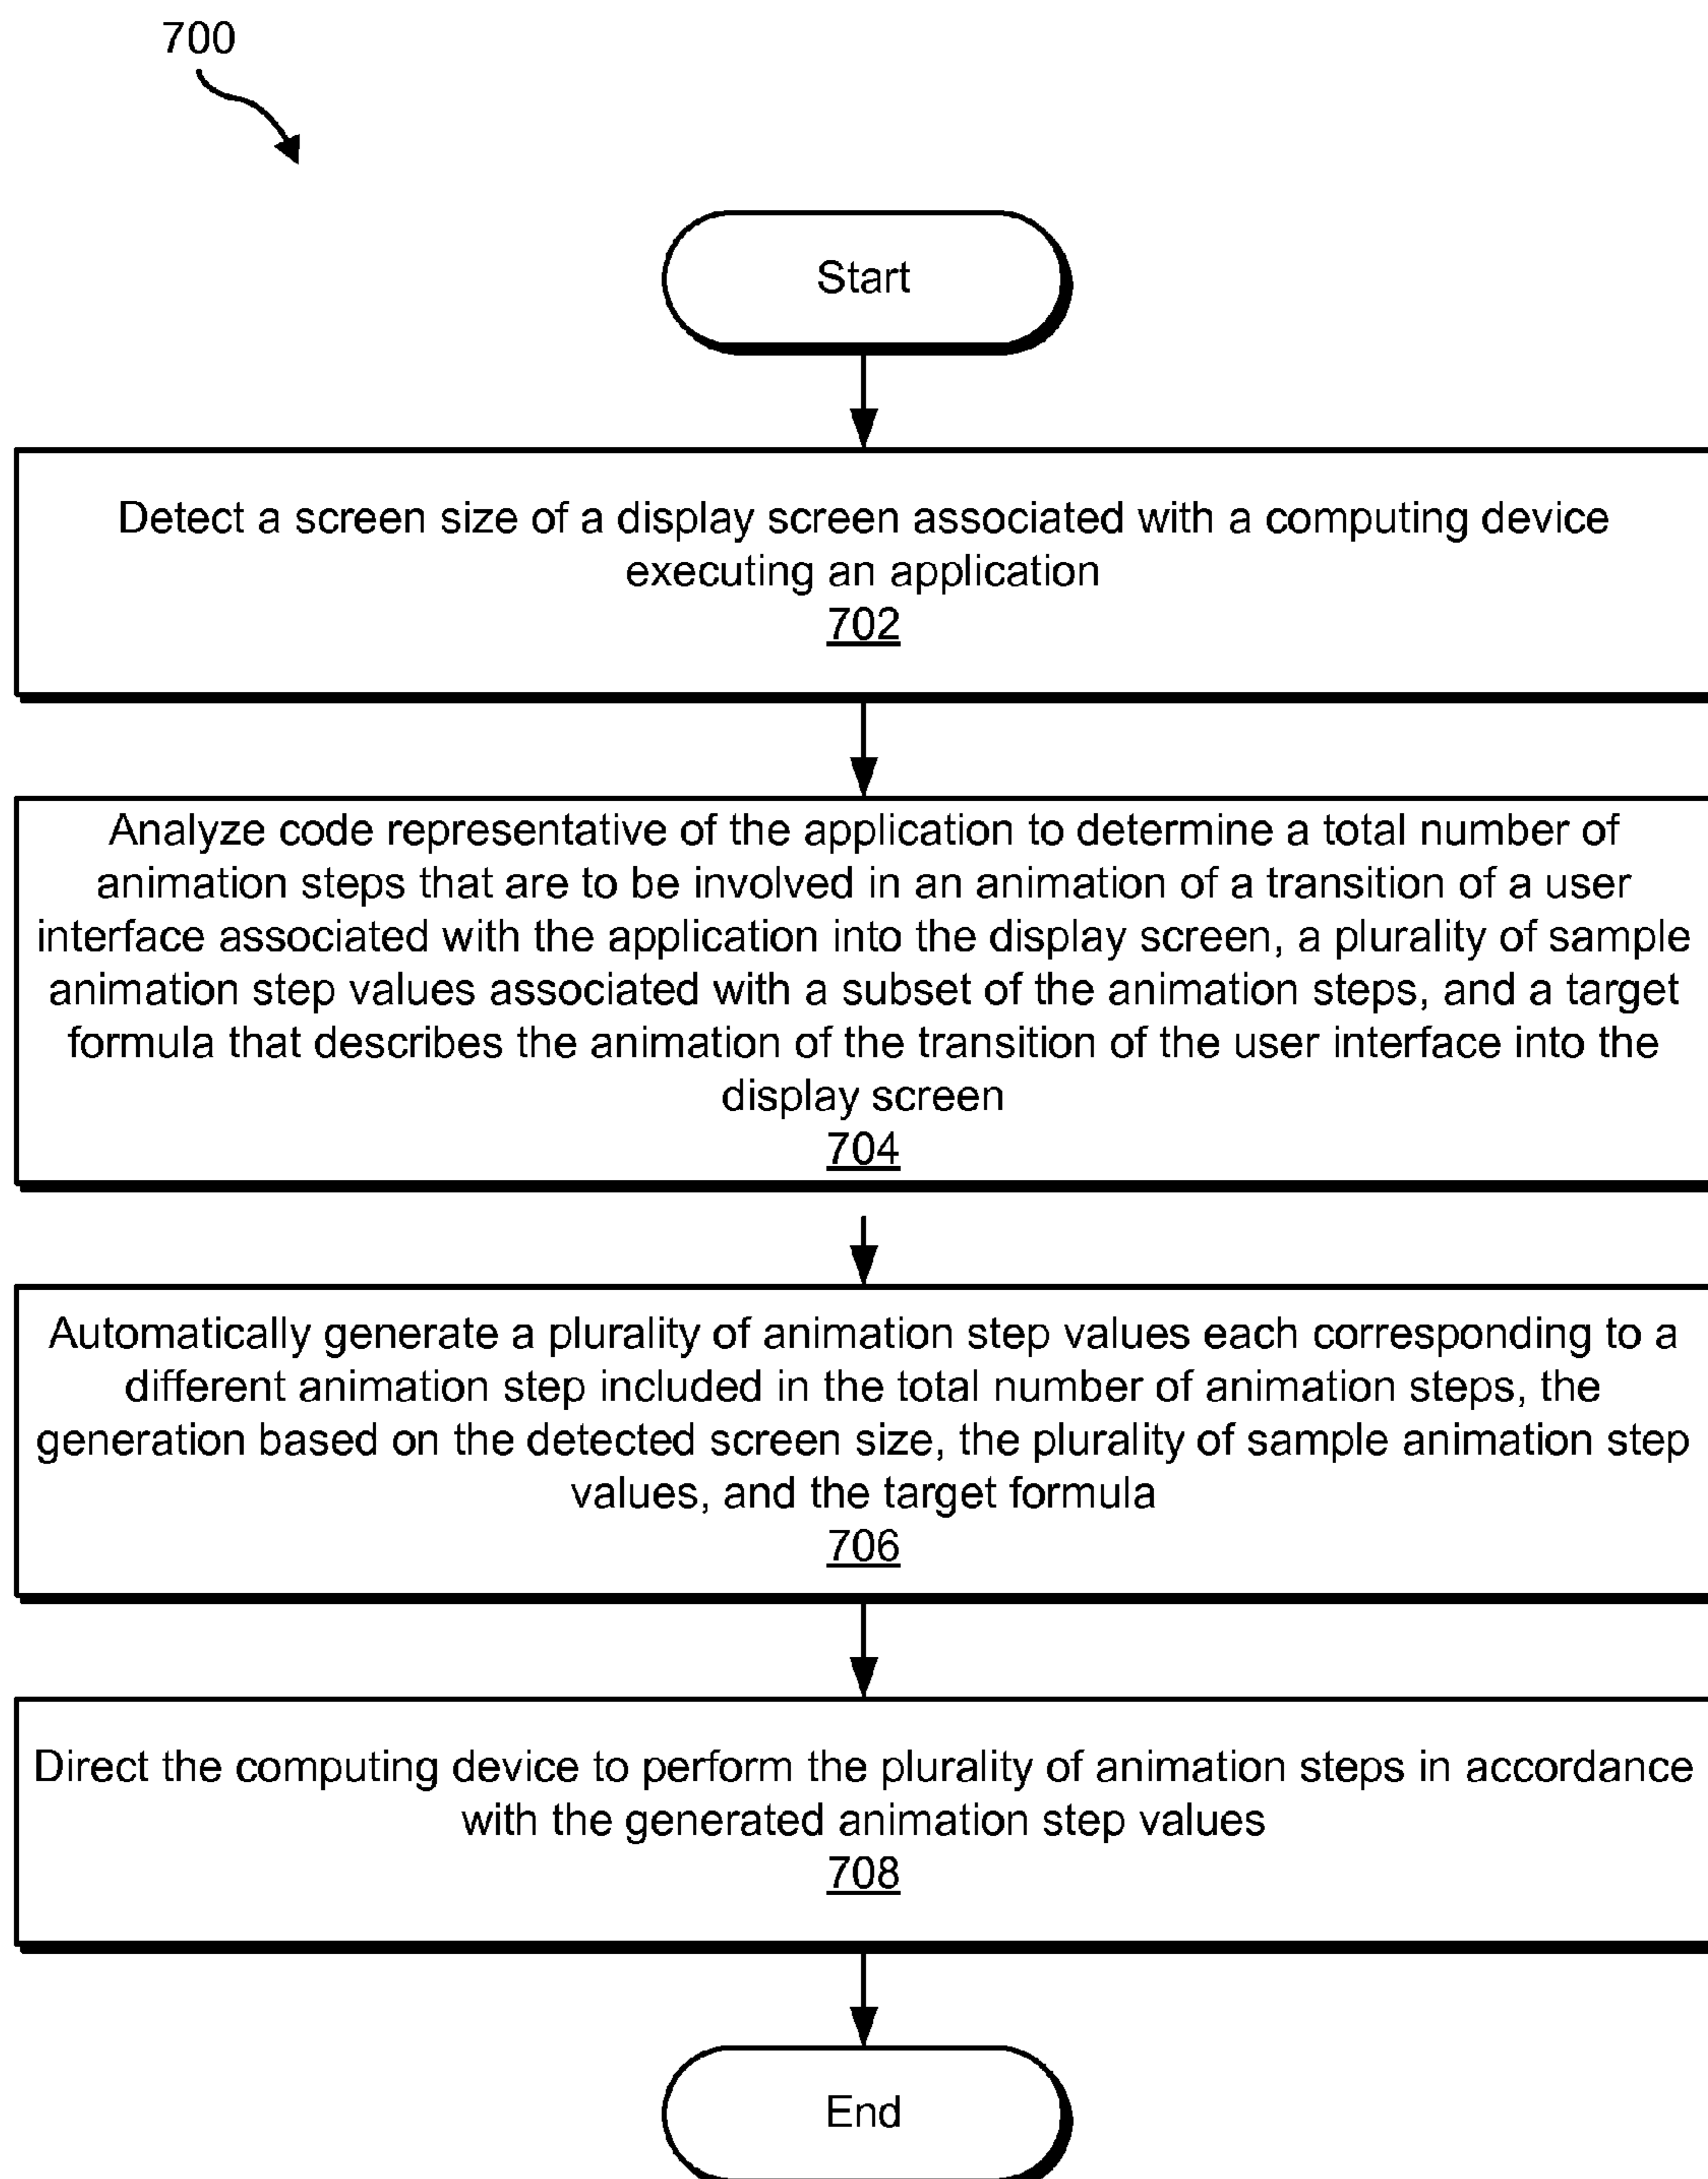 700
Start
Detect a screen size of a display screen associated with a computing device
executing an application
702
Analyze code representative of the application to determine a total number of
animation steps that are to be involved in an animation of a transition of a user
interface associated with the application into the display screen, a plurality of sample
animation step values associated with a subset of the animation steps, and a target
formula that describes the animation of the transition of the user interface into the
display screen
704
Automatically generate a plurality of animation step values each corresponding to a
different animation step included in the total number of animation steps, the
generation based on the detected screen size, the plurality of sample animation step
values, and the target formula
706
Direct the computing device to perform the plurality of animation steps in accordance
with the generated animation step values
708
End